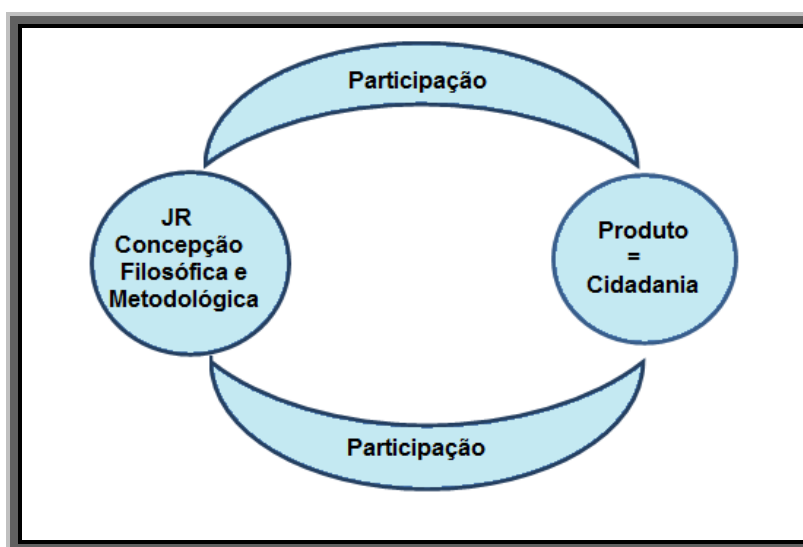 Participação
JR
Concepção
Filosófica e
Metodológica
Produto
=
Cidadania
Participação